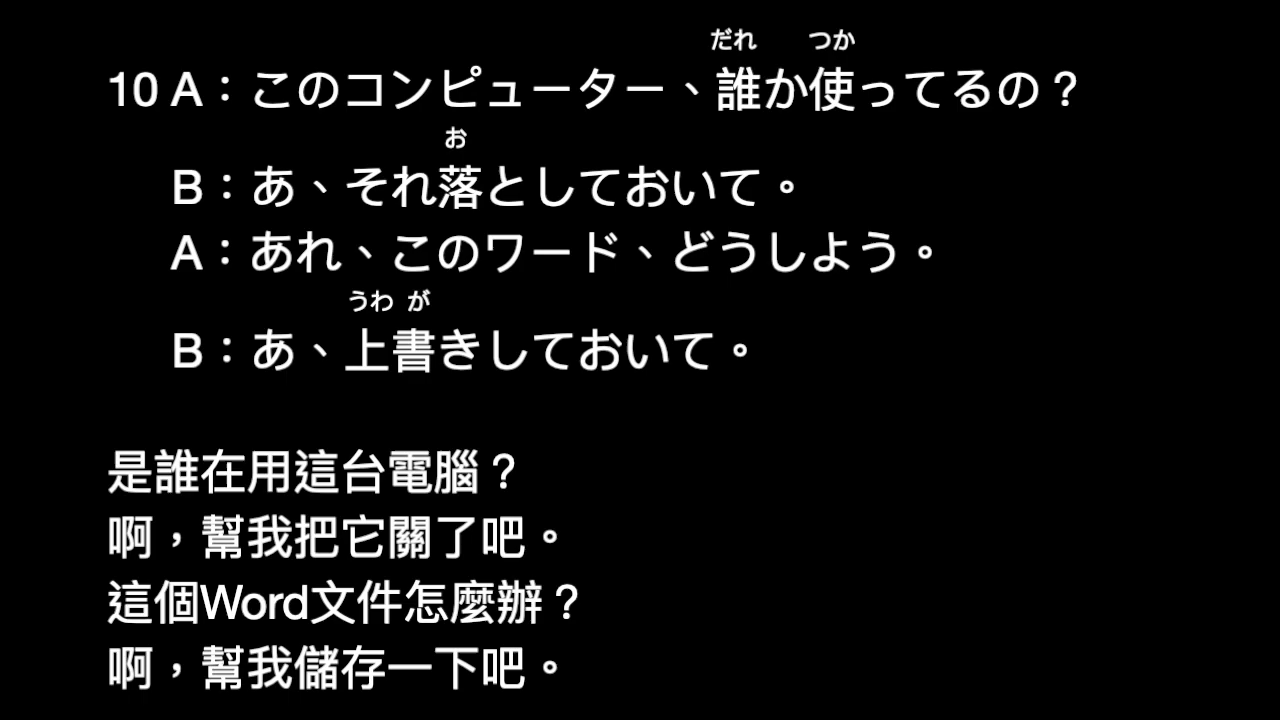 だれ つか
10 A：このコンピューター、誰か使ってるの？
お
B：あ、それ落としておいて。
A：あれ、このワード、どうしよう。
うわ が
B：あ、上書きしておいて。
是誰在用這台電腦？
啊，幫我把它關了吧。
這個Word文件怎麼辦？
啊，幫我儲存一下吧。